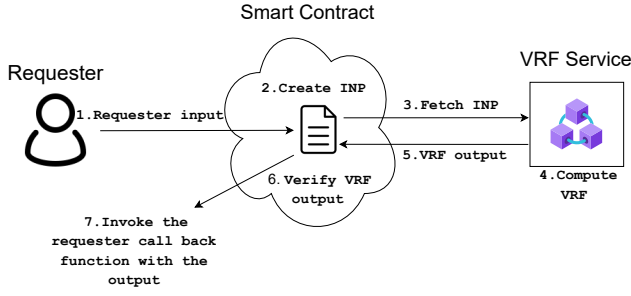 Smart Contract
Requester
VRF Service
1.Requester input
2.Create INP
3.Fetch INP
5.VRF output
4.Compute
VRF
6.Verify VRF
output
7.Invoke the
requester call back
function with the
output